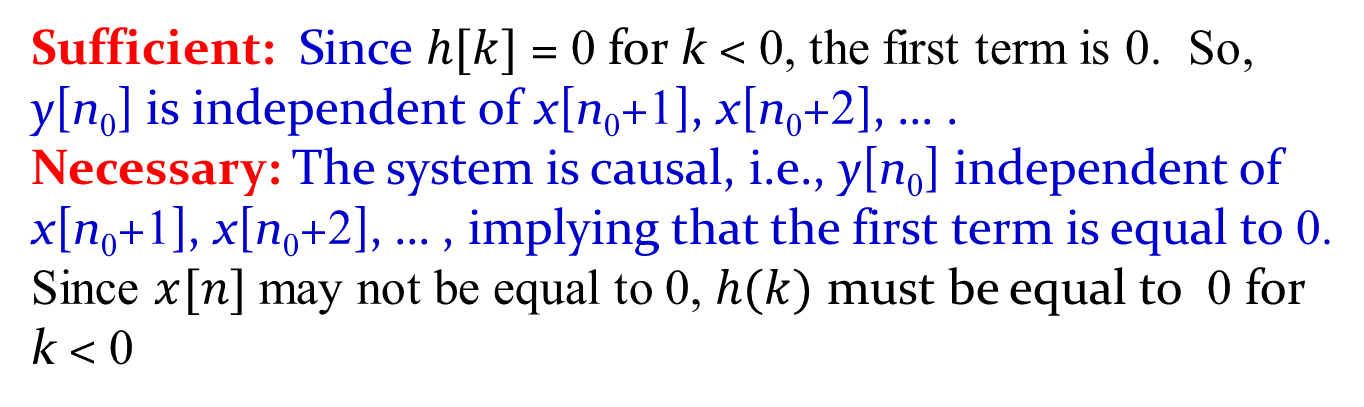 Sufficient: Since h[k] = 0 for k < 0, the first term is 0. So,
y[n₀] is independent of x[n₀+1], x[n₀+2], ... .
Necessary: The system is causal, i.e., y[n₀] independent of
x[n₀+1], x[n₀+2], ... , implying that the first term is equal to 0.
Since x[n] may not be equal to 0, h(k) must be equal to 0 for
k < 0